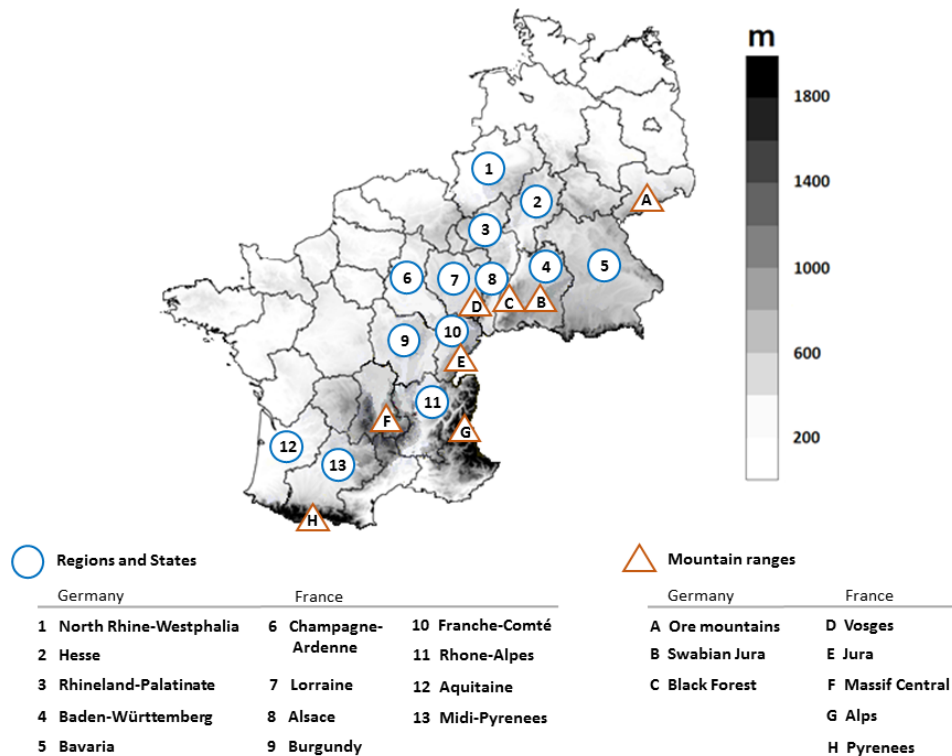 m
1800
1400
1000
600
200
1
2
3
A
4
5
6
7
8
D
C
B
9
10
E
11
F
G
12
13
H
Regions and States
Mountain ranges
Germany France
Germany France
1 North Rhine-Westphalia
2 Hesse
3 Rhineland-Palatinate
4 Baden-Württemberg
5 Bavaria
6 Champagne-
Ardenne
7 Lorraine
8 Alsace
9 Burgundy
10 Franche-Comté
11 Rhone-Alpes
12 Aquitaine
13 Midi-Pyrenees
A Ore mountains
B Swabian Jura
C Black Forest
D Vosges
E Jura
F Massif Central
G Alps
H Pyrenees